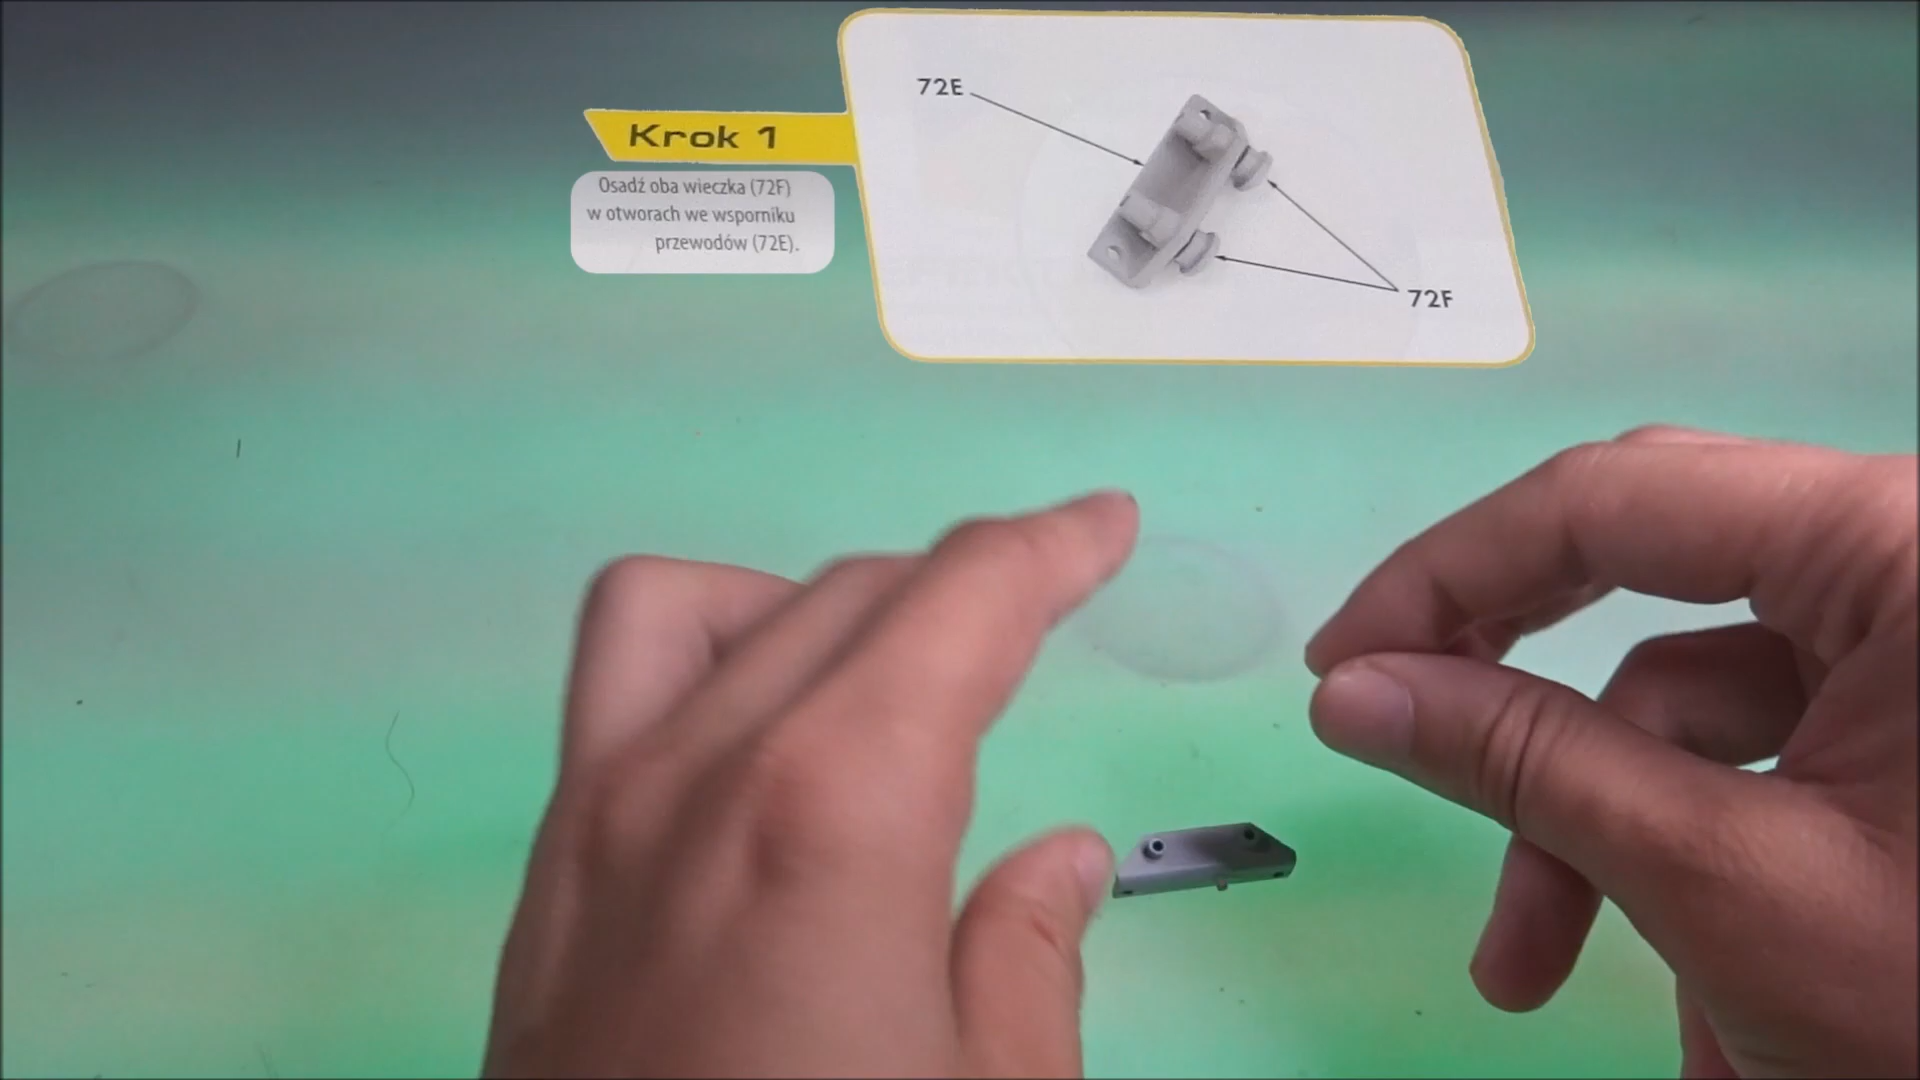 72E
Krok 1
Osadź oba wieczka (72F)
w otworach we wsporniku
przewodów (72E).
72F